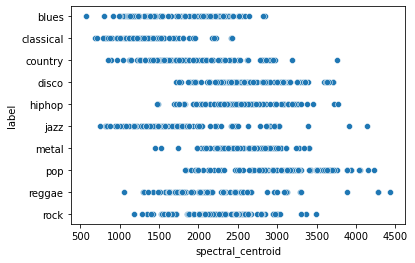 blues
classical
country
disco
hiphop
jazz
metal
pop
reggae
rock
label
500 1000 1500 2000 2500 3000 3500 4000 4500
spectral_centroid